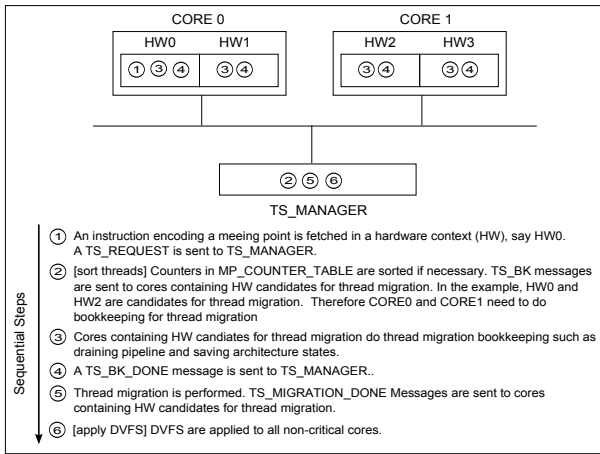 CORE 0 CORE 1
HW0 HW1 HW2 HW3
① ③ ④ ③ ④ ③ ④ ③ ④
② ⑤ ⑥
TS_MANAGER
Sequential Steps
① An instruction encoding a meeing point is fetched in a hardware context (HW), say HW0.
A TS_REQUEST is sent to TS_MANAGER.
② [sort threads] Counters in MP_COUNTER_TABLE are sorted if necessary. TS_BK messages
are sent to cores containing HW candidates for thread migration. In the example, HW0 and
HW2 are candidates for thread migration. Therefore CORE0 and CORE1 need to do
bookkeeping for thread migration
③ Cores containing HW candiates for thread migration do thread migration bookkeeping such as
draining pipeline and saving architecture states.
④ A TS_BK_DONE message is sent to TS_MANAGER..
⑤ Thread migration is performed. TS_MIGRATION_DONE Messages are sent to cores
containing HW candidates for thread migration.
⑥ [apply DVFS] DVFS are applied to all non-critical cores.